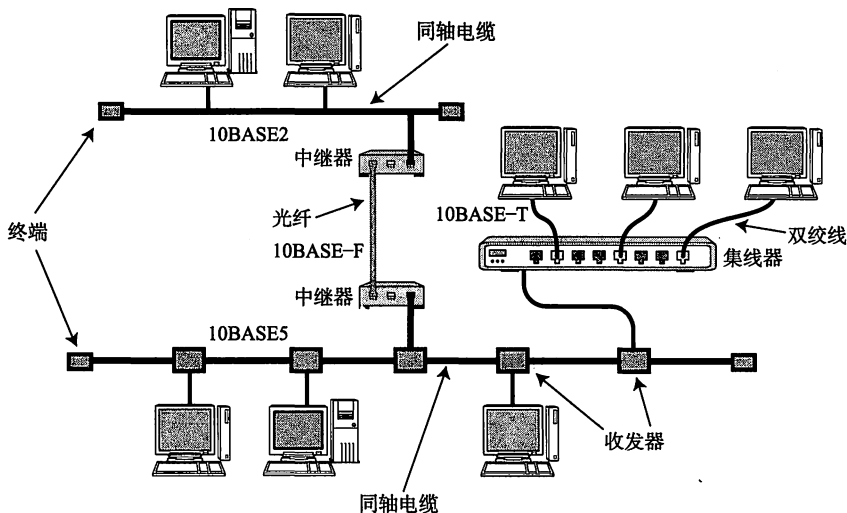 同轴电缆
10BASE2
中继器
10BASE-T
光纤
双绞线
终端
10BASE-F
集线器
中继器
10BASE5
收发器
同轴电缆